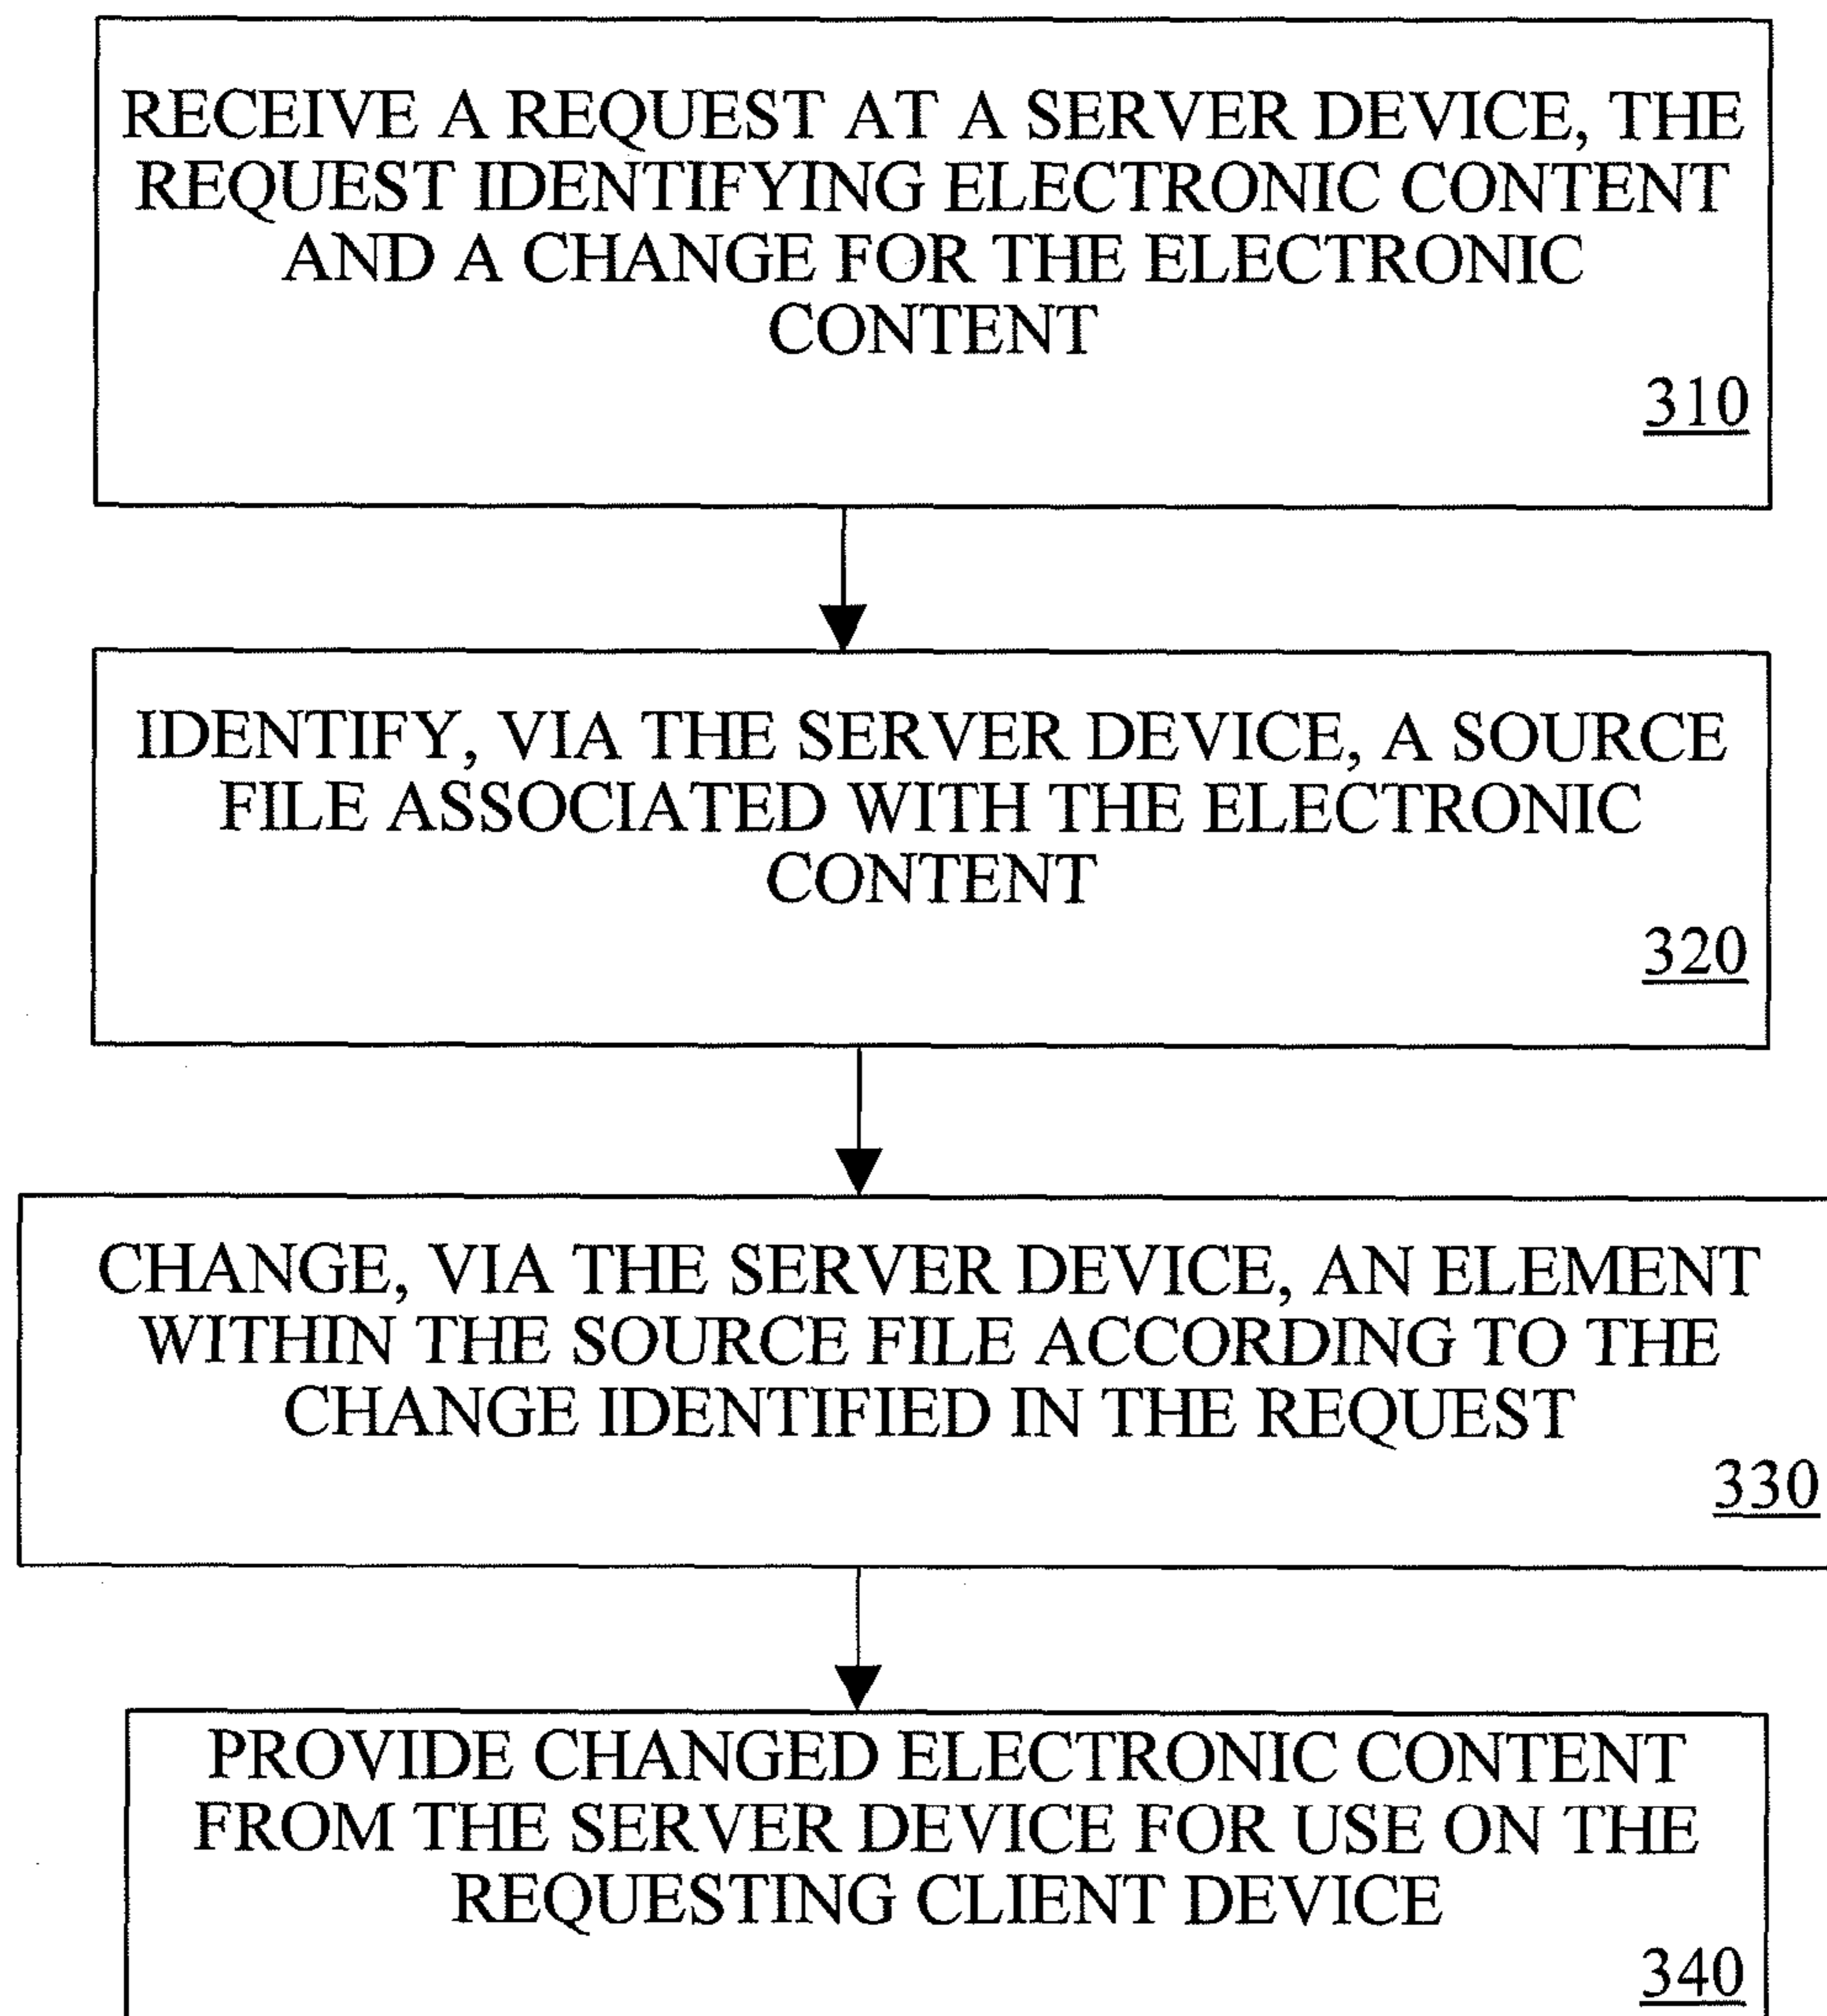 RECEIVE A REQUEST AT A SERVER DEVICE, THE
REQUEST IDENTIFYING ELECTRONIC CONTENT
AND A CHANGE FOR THE ELECTRONIC
CONTENT
310
IDENTIFY, VIA THE SERVER DEVICE, A SOURCE
FILE ASSOCIATED WITH THE ELECTRONIC
CONTENT
320
CHANGE, VIA THE SERVER DEVICE, AN ELEMENT
WITHIN THE SOURCE FILE ACCORDING TO THE
CHANGE IDENTIFIED IN THE REQUEST
330
PROVIDE CHANGED ELECTRONIC CONTENT
FROM THE SERVER DEVICE FOR USE ON THE
REQUESTING CLIENT DEVICE
340